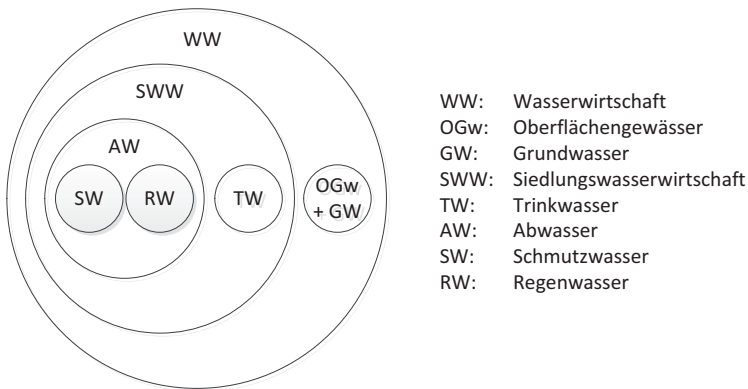 WW
SWW
AW
SW RW TW OGw
+ GW
WW: Wasserwirtschaft
OGw: Oberflächengewässer
GW: Grundwasser
SWW: Siedlungswasserwirtschaft
TW: Trinkwasser
AW: Abwasser
SW: Schmutzwasser
RW: Regenwasser